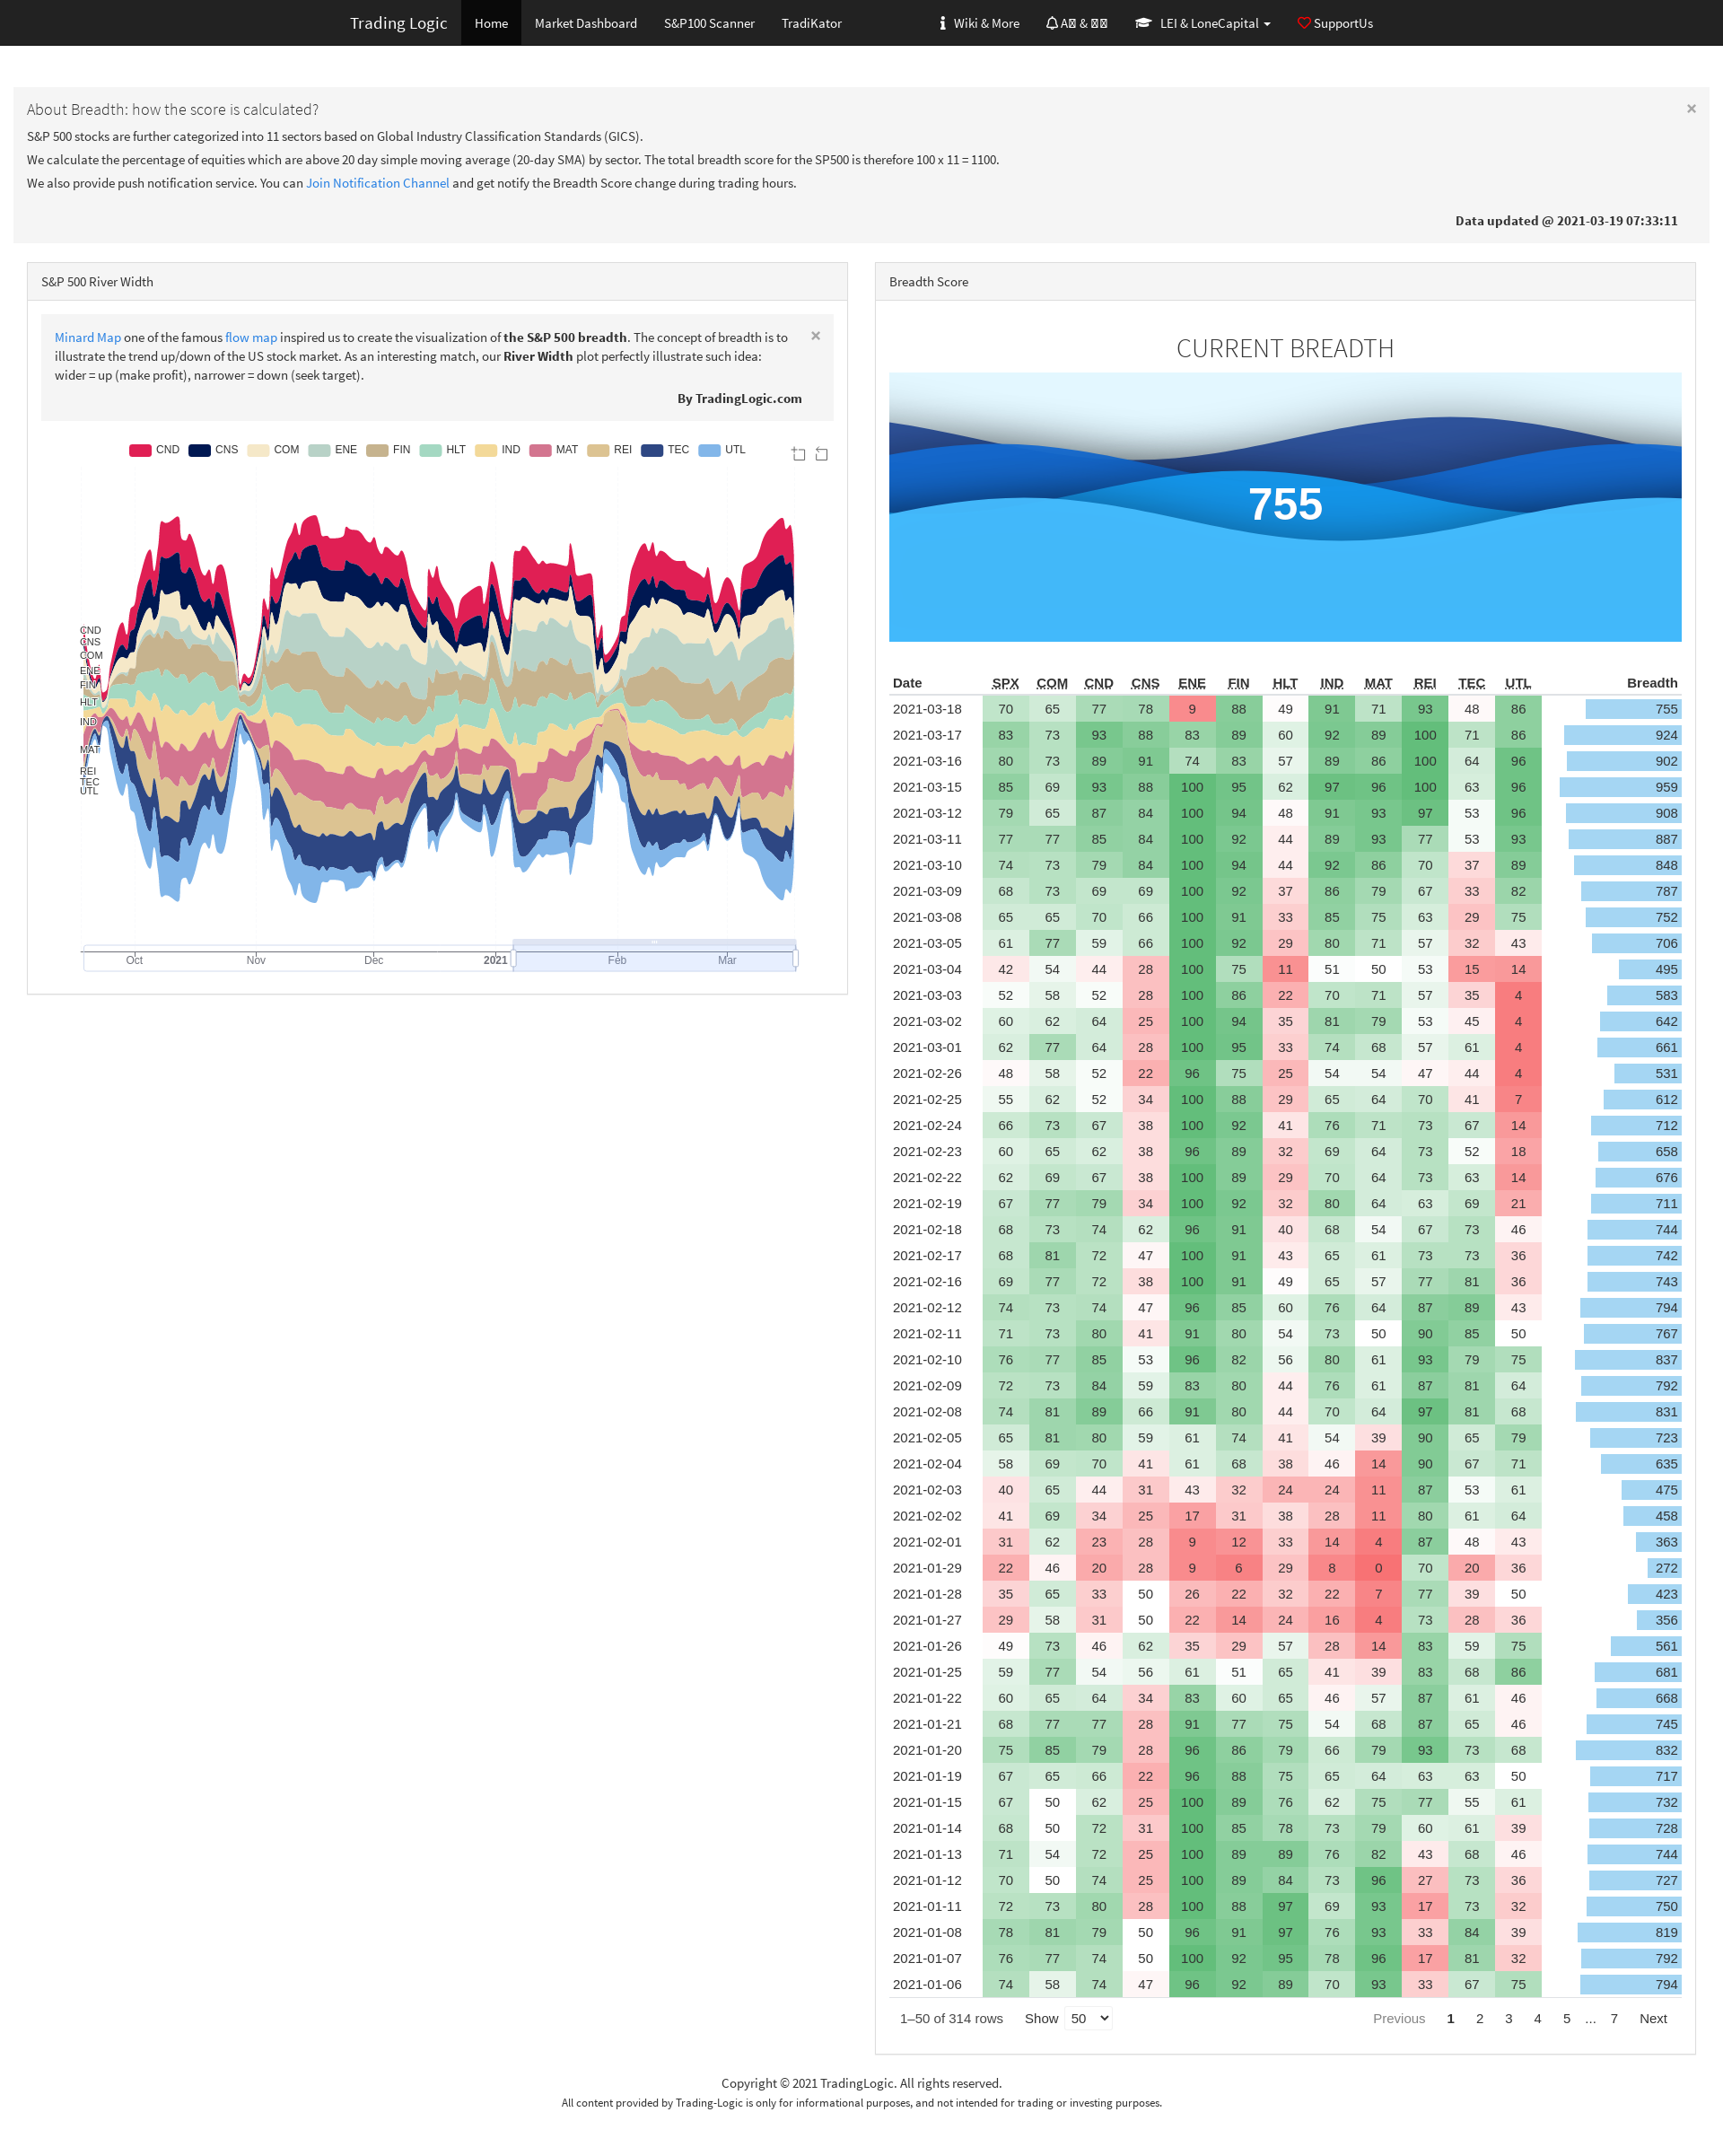 Trading Logic Home Market Dashboard S&P100 Scanner TradiKator Wiki & More LEI & LoneCapital SupportUs
About Breadth: how the score is calculated? ×
S&P 500 stocks are further categorized into 11 sectors based on Global Industry Classification Standards (GICS).
We calculate the percentage of equities which are above 20 day simple moving average (20-day SMA) by sector. The total breadth score for the SP500 is therefore 100 x 11 = 1100.
We also provide push notification service. You can Join Notification Channel and get notify the Breadth Score change during trading hours.
Data updated @ 2021-03-19 07:33:11
S&P 500 River Width
Minard Map one of the famous flow map inspired us to create the visualization of the S&P 500 breadth. The concept of breadth is to ×
illustrate the trend up/down of the US stock market. As an interesting match, our River Width plot perfectly illustrate such idea:
wider = up (make profit), narrower = down (seek target).
By TradingLogic.com
CND CNS COM ENE FIN HLT IND MAT REI TEC UTL
CND
CNS
COM
ENE
FIN
HLT
IND
MAT
REI
TEC
UTL
Oct Nov Dec 2021 Feb Mar
Breadth Score
CURRENT BREADTH
755
Date SPX COM CND CNS ENE FIN HLT IND MAT REI TEC UTL Breadth
2021-03-18 70 65 77 78 9 88 49 91 71 93 48 86 755
2021-03-17 83 73 93 88 83 89 60 92 89 100 71 86 924
2021-03-16 80 73 89 91 74 83 57 89 86 100 64 96 902
2021-03-15 85 69 93 88 100 95 62 97 96 100 63 96 959
2021-03-12 79 65 87 84 100 94 48 91 93 97 53 96 908
2021-03-11 77 77 85 84 100 92 44 89 93 77 53 93 887
2021-03-10 74 73 79 84 100 94 44 92 86 70 37 89 848
2021-03-09 68 73 69 69 100 92 37 86 79 67 33 82 787
2021-03-08 65 65 70 66 100 91 33 85 75 63 29 75 752
2021-03-05 61 77 59 66 100 92 29 80 71 57 32 43 706
2021-03-04 42 54 44 28 100 75 11 51 50 53 15 14 495
2021-03-03 52 58 52 28 100 86 22 70 71 57 35 4 583
2021-03-02 60 62 64 25 100 94 35 81 79 53 45 4 642
2021-03-01 62 77 64 28 100 95 33 74 68 57 61 4 661
2021-02-26 48 58 52 22 96 75 25 54 54 47 44 4 531
2021-02-25 55 62 52 34 100 88 29 65 64 70 41 7 612
2021-02-24 66 73 67 38 100 92 41 76 71 73 67 14 712
2021-02-23 60 65 62 38 96 89 32 69 64 73 52 18 658
2021-02-22 62 69 67 38 100 89 29 70 64 73 63 14 676
2021-02-19 67 77 79 34 100 92 32 80 64 63 69 21 711
2021-02-18 68 73 74 62 96 91 40 68 54 67 73 46 744
2021-02-17 68 81 72 47 100 91 43 65 61 73 73 36 742
2021-02-16 69 77 72 38 100 91 49 65 57 77 81 36 743
2021-02-12 74 73 74 47 96 85 60 76 64 87 89 43 794
2021-02-11 71 73 80 41 91 80 54 73 50 90 85 50 767
2021-02-10 76 77 85 53 96 82 56 80 61 93 79 75 837
2021-02-09 72 73 84 59 83 80 44 76 61 87 81 64 792
2021-02-08 74 81 89 66 91 80 44 70 64 97 81 68 831
2021-02-05 65 81 80 59 61 74 41 54 39 90 65 79 723
2021-02-04 58 69 70 41 61 68 38 46 14 90 67 71 635
2021-02-03 40 65 44 31 43 32 24 24 11 87 53 61 475
2021-02-02 41 69 34 25 17 31 38 28 11 80 61 64 458
2021-02-01 31 62 23 28 9 12 33 14 4 87 48 43 363
2021-01-29 22 46 20 28 9 6 29 8 0 70 20 36 272
2021-01-28 35 65 33 50 26 22 32 22 7 77 39 50 423
2021-01-27 29 58 31 50 22 14 24 16 4 73 28 36 356
2021-01-26 49 73 46 62 35 29 57 28 14 83 59 75 561
2021-01-25 59 77 54 56 61 51 65 41 39 83 68 86 681
2021-01-22 60 65 64 34 83 60 65 46 57 87 61 46 668
2021-01-21 68 77 77 28 91 77 75 54 68 87 65 46 745
2021-01-20 75 85 79 28 96 86 79 66 79 93 73 68 832
2021-01-19 67 65 66 22 96 88 75 65 64 63 63 50 717
2021-01-15 67 50 62 25 100 89 76 62 75 77 55 61 732
2021-01-14 68 50 72 31 100 85 78 73 79 60 61 39 728
2021-01-13 71 54 72 25 100 89 89 76 82 43 68 46 744
2021-01-12 70 50 74 25 100 89 84 73 96 27 73 36 727
2021-01-11 72 73 80 28 100 88 97 69 93 17 73 32 750
2021-01-08 78 81 79 50 96 91 97 76 93 33 84 39 819
2021-01-07 76 77 74 50 100 92 95 78 96 17 81 32 792
2021-01-06 74 58 74 47 96 92 89 70 93 33 67 75 794
1–50 of 314 rows Show 50 Previous 1 2 3 4 5 ... 7 Next
Copyright © 2021 TradingLogic. All rights reserved.
All content provided by Trading-Logic is only for informational purposes, and not intended for trading or investing purposes.